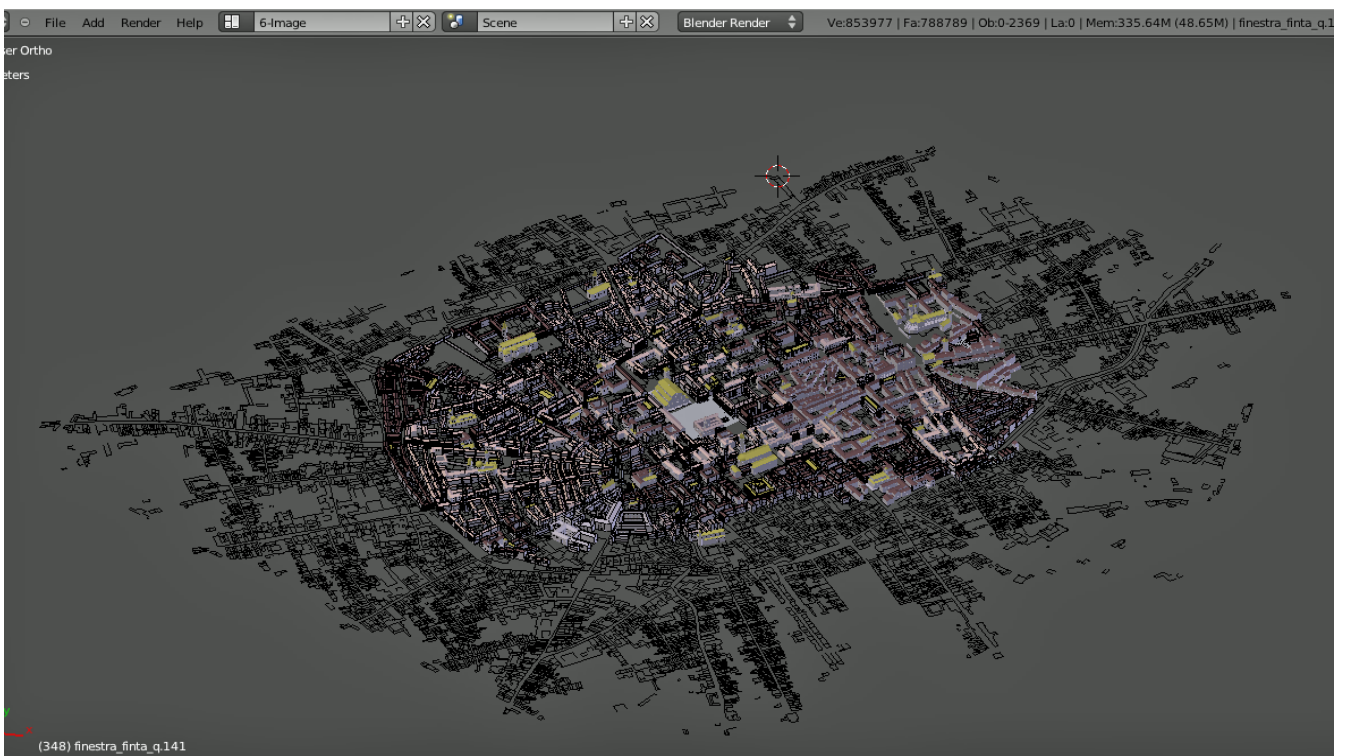 File Add Render Help 6-Image Scene Blender Render Ve:853977 | Fa:788789 | Ob:0-2369 | La:0 | Mem:335.64M (48.65M) | finestra_finta_q.1
ser Ortho
eters
y
(348) finestra_finta_q.141